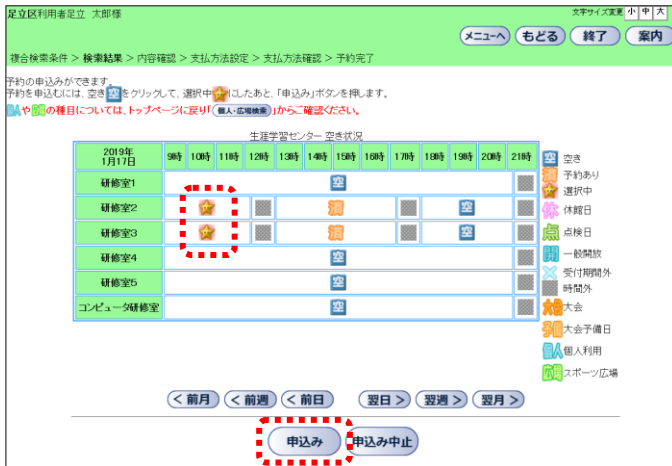 足立区利用者足立 太郎様
文字サイズ変更 小 中 大
メニューへ もどる 終了 案内
複合検索条件 > 検索結果 > 内容確認 > 支払方法設定 > 支払方法確認 > 予約完了
予約の申込みができます。
予約を申込むには、空き空をクリックして、選択中にしたあと、「申込み」ボタンを押します。
個人や広場の種目については、トップページに戻り「個人・広場検索」からご確認ください。
生涯学習センター 空き状況
2019年
1月17日 9時 10時 11時 12時 13時 14時 15時 16時 17時 18時 19時 20時 21時
研修室1 空
研修室2 済 空
研修室3 済 空
研修室4 空
研修室5 空
コンピュータ研修室 空
空 空き
済 予約あり
選択中
休 休館日
点 点検日
開 一般開放
受付期間外
時間外
大会 大会
予備 大会予備日
個人 個人利用
広場 スポーツ広場
< 前月 < 前週 < 前日 翌日 > 翌週 > 翌月 >
申込み 申込み中止